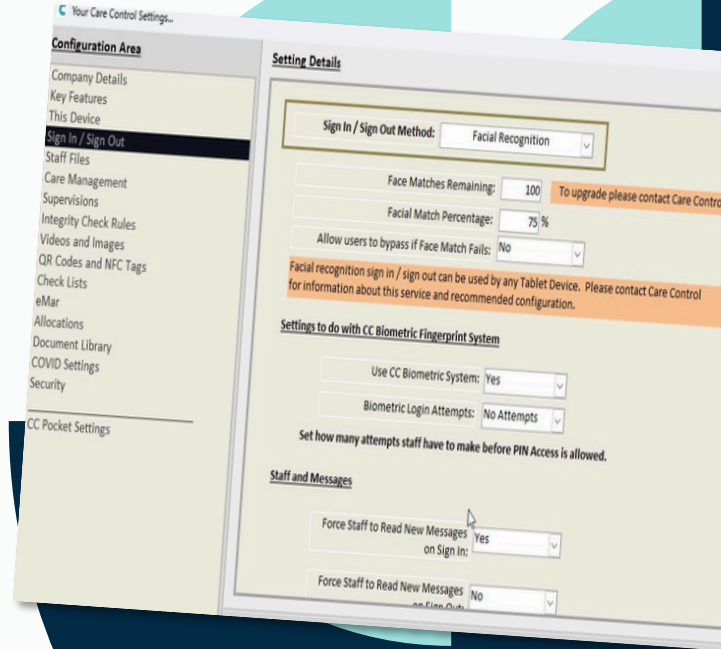 Your Care Control Settings...
Configuration Area
Company Details
Key Features
This Device
Sign In / Sign Out
Staff Files
Care Management
Supervisions
Integrity Check Rules
Videos and Images
QR Codes and NFC Tags
Check Lists
eMar
Allocations
Document Library
COVID Settings
Security
CC Pocket Settings
Setting Details
Sign In / Sign Out Method: Facial Recognition
Face Matches Remaining: 100 To upgrade please contact Care Contro
Facial Match Percentage: 75 %
Allow users to bypass if Face Match Fails: No
Facial recognition sign in / sign out can be used by any Tablet Device. Please contact Care Control
for information about this service and recommended configuration.
Settings to do with CC Biometric Fingerprint System
Use CC Biometric System: Yes
Biometric Login Attempts: No Attempts
Set how many attempts staff have to make before PIN Access is allowed.
Staff and Messages
Force Staff to Read New Messages
on Sign In: Yes
Force Staff to Read New Messages
on Sign Out: No